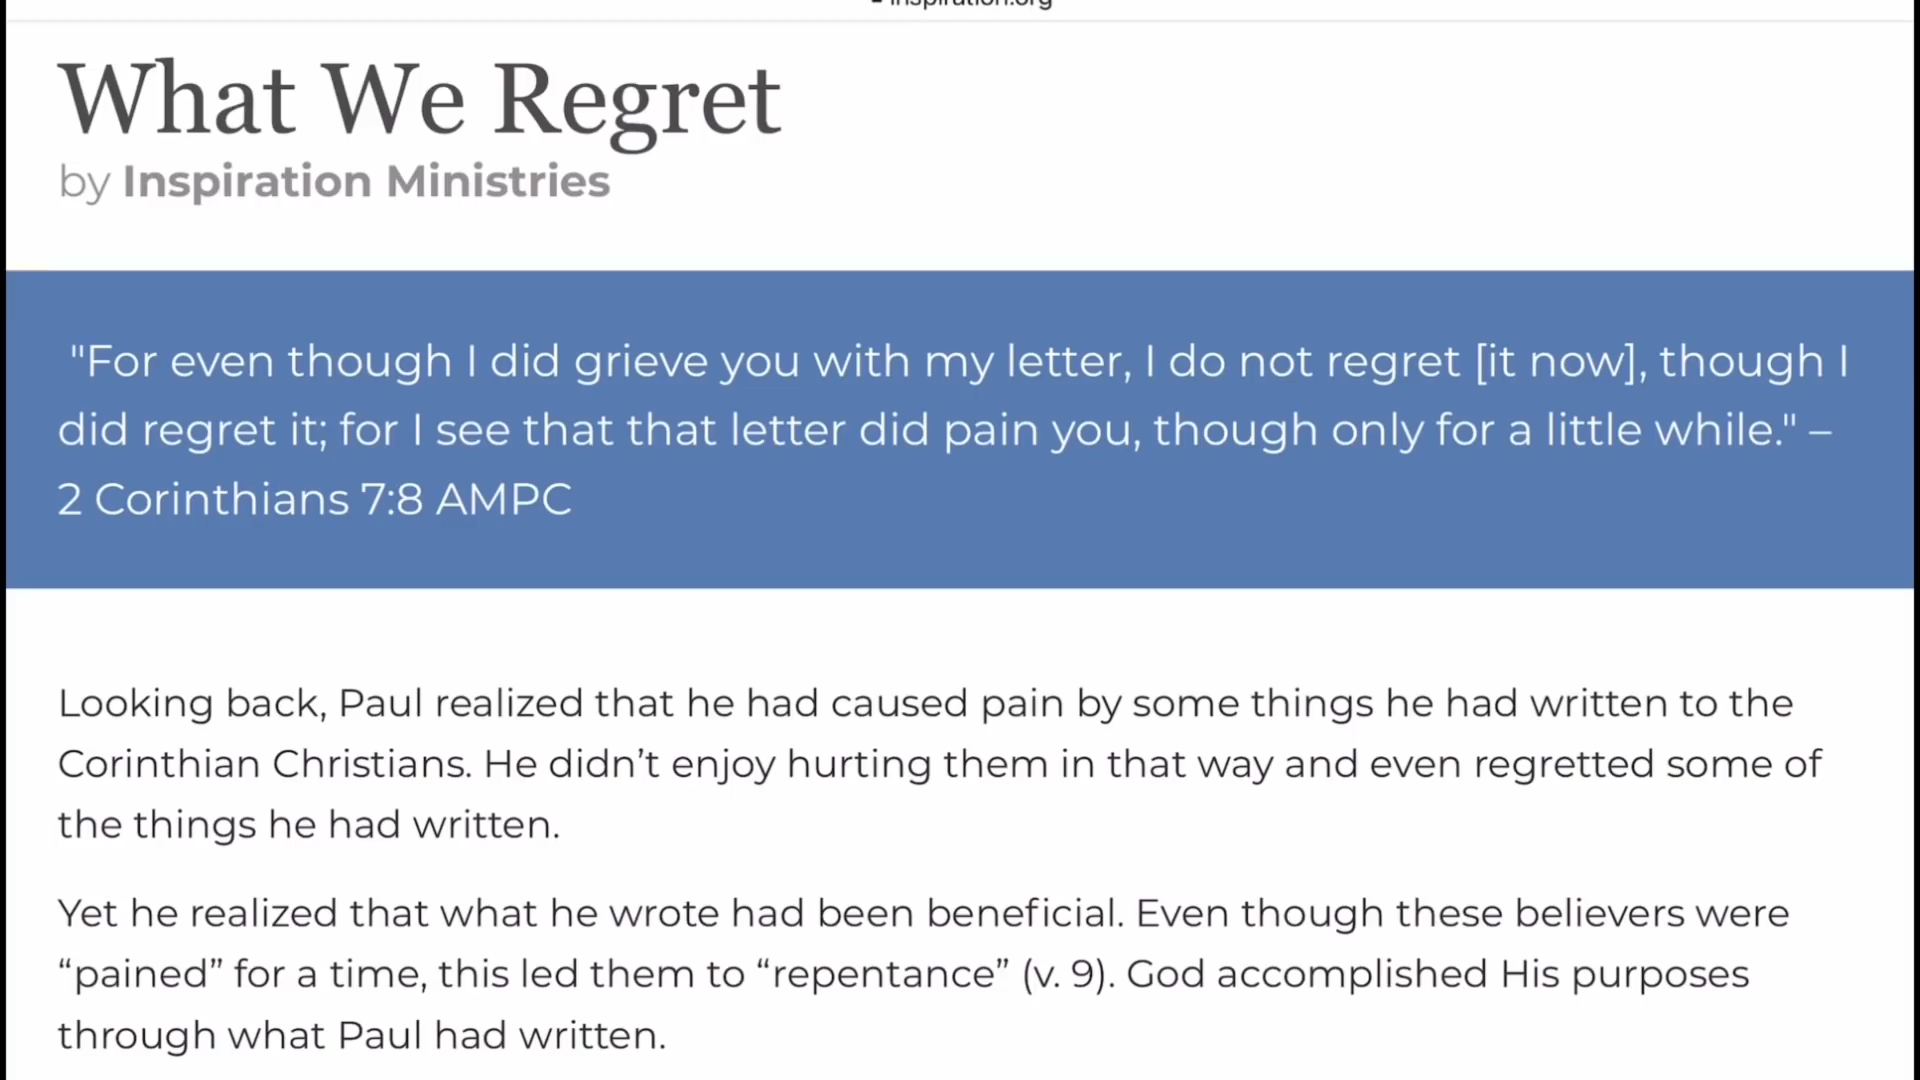 inspiration.org
What We Regret
by Inspiration Ministries
"For even though I did grieve you with my letter, I do not regret [it now], though I
did regret it; for I see that that letter did pain you, though only for a little while." –
2 Corinthians 7:8 AMPC
Looking back, Paul realized that he had caused pain by some things he had written to the
Corinthian Christians. He didn’t enjoy hurting them in that way and even regretted some of
the things he had written.
Yet he realized that what he wrote had been beneficial. Even though these believers were
“pained” for a time, this led them to “repentance” (v. 9). God accomplished His purposes
through what Paul had written.